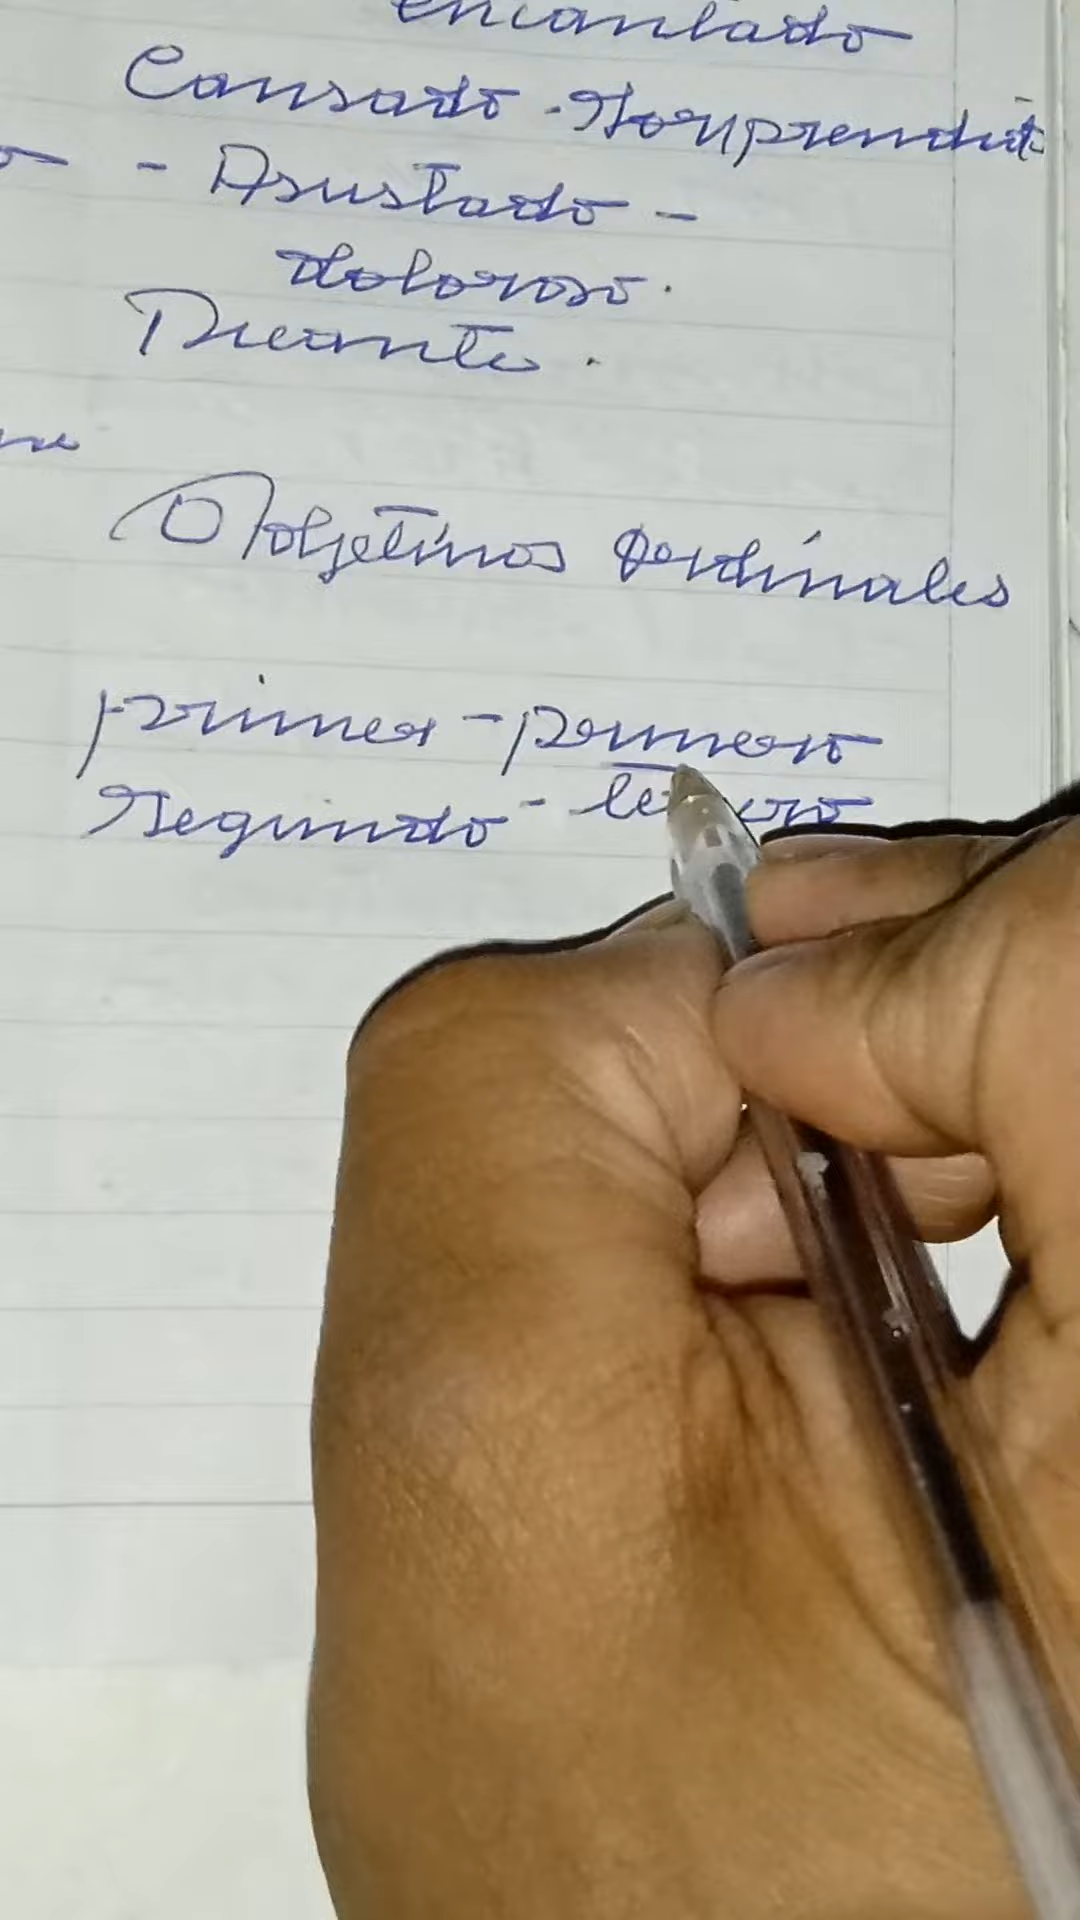 encantado
Cansado - Sorprendido
- Asustado -
doloroso.
Picante.
Adjetivos Ordinales
primer - primero
Segundo - tercero